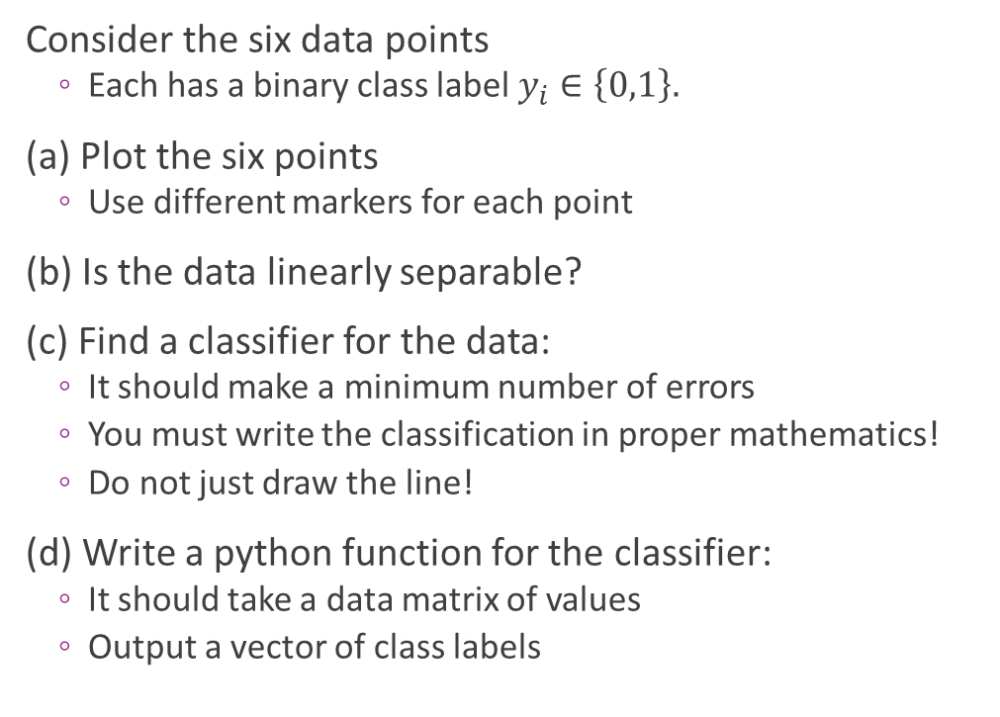 Consider the six data points
◦ Each has a binary class label yᵢ ∈ {0,1}.
(a) Plot the six points
◦ Use different markers for each point
(b) Is the data linearly separable?
(c) Find a classifier for the data:
◦ It should make a minimum number of errors
◦ You must write the classification in proper mathematics!
◦ Do not just draw the line!
(d) Write a python function for the classifier:
◦ It should take a data matrix of values
◦ Output a vector of class labels